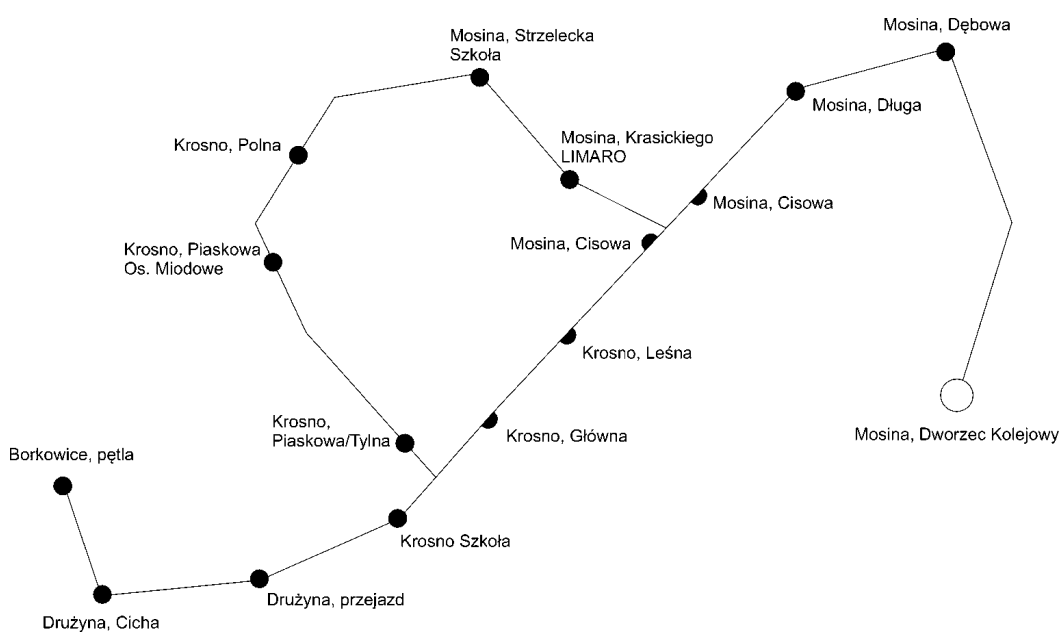 Mosina, Dębowa
Mosina, Strzelecka
Szkoła
Mosina, Długa
Krosno, Polna
Mosina, Krasickiego
LIMARO
Mosina, Cisowa
Mosina, Cisowa
Krosno, Piaskowa
Os. Miodowe
Krosno, Leśna
Krosno,
Piaskowa/Tylna
Krosno, Główna
Mosina, Dworzec Kolejowy
Borkowice, pętla
Krosno Szkoła
Drużyna, przejazd
Drużyna, Cicha